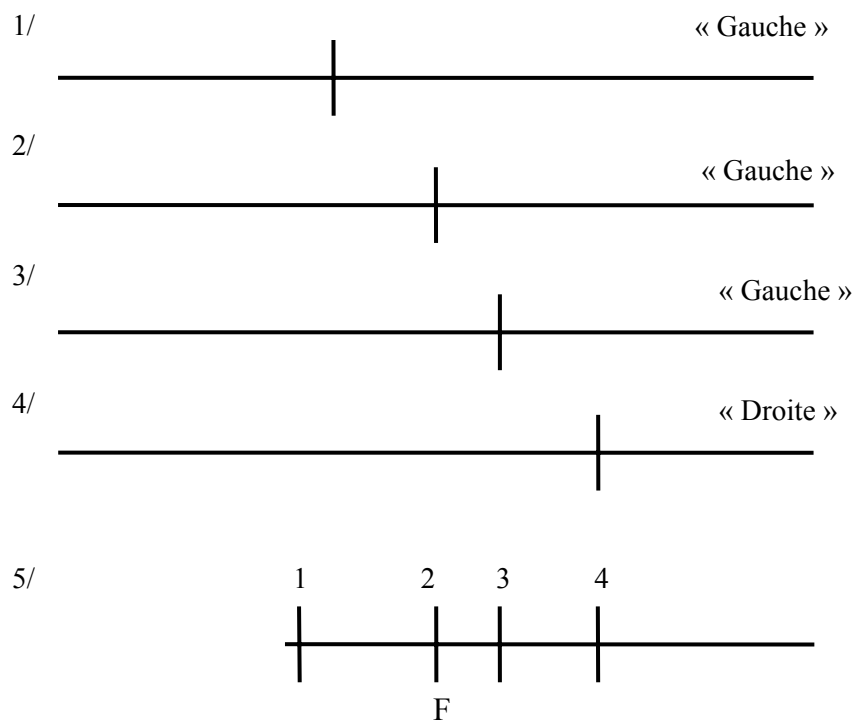 1/ « Gauche »
2/ « Gauche »
3/ « Gauche »
4/ « Droite »
5/ 1 2 3 4
F